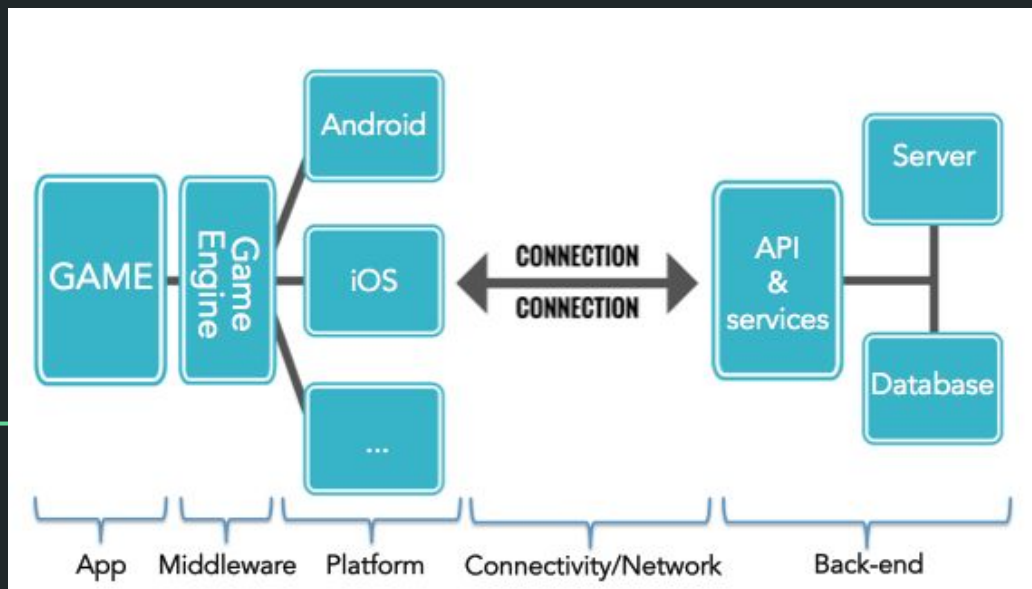 GAME
Game
Engine
Android
iOS
...
CONNECTION
CONNECTION
API
&
services
Server
Database
App
Middleware
Platform
Connectivity/Network
Back-end